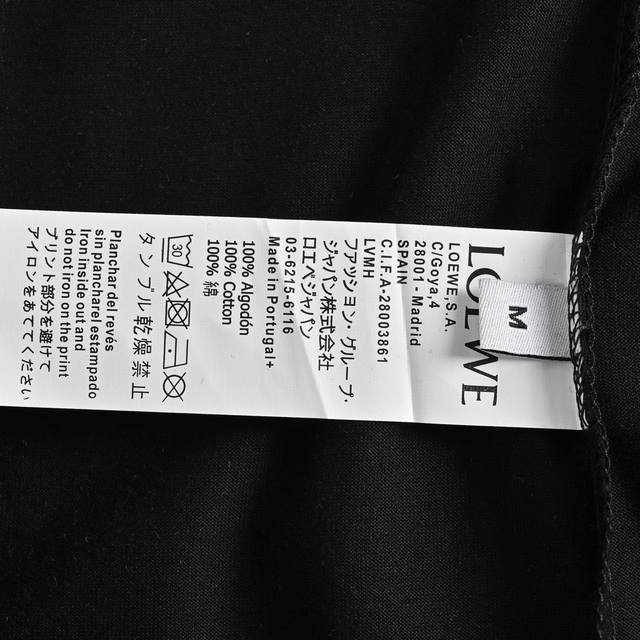 LOEWE
M
LOEWE,S.A.
C/Goya,4
28001 - Madrid
SPAIN
C.I.F.A-28003861
LVMH
ファッション・グループ・
ジャパン株式会社
ロエベジャパン
03-6215-6116
Made in Portugal+
100% Algodón
100% Cotton
100% 綿
30
タンブル乾燥禁止
Planchar del revés
sin planchar el estampado
Iron inside out and
do not iron on the print
プリント部分を避けて
アイロンをあててください